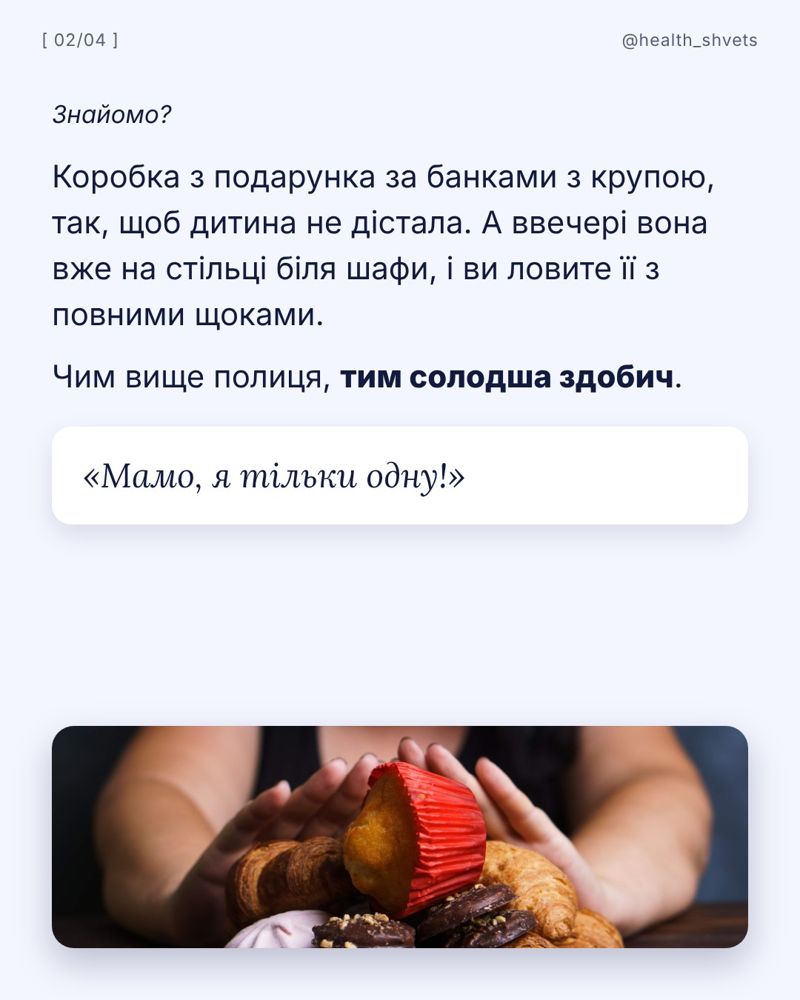 [ 02/04 ]
@health_shvets
Знайомо?
Коробка з подарунка за банками з крупою,
так, щоб дитина не дістала. А ввечері вона
вже на стільці біля шафи, і ви ловите її з
повними щоками.
Чим вище полиця, тим солодша здобич.
«Мамо, я тільки одну!»